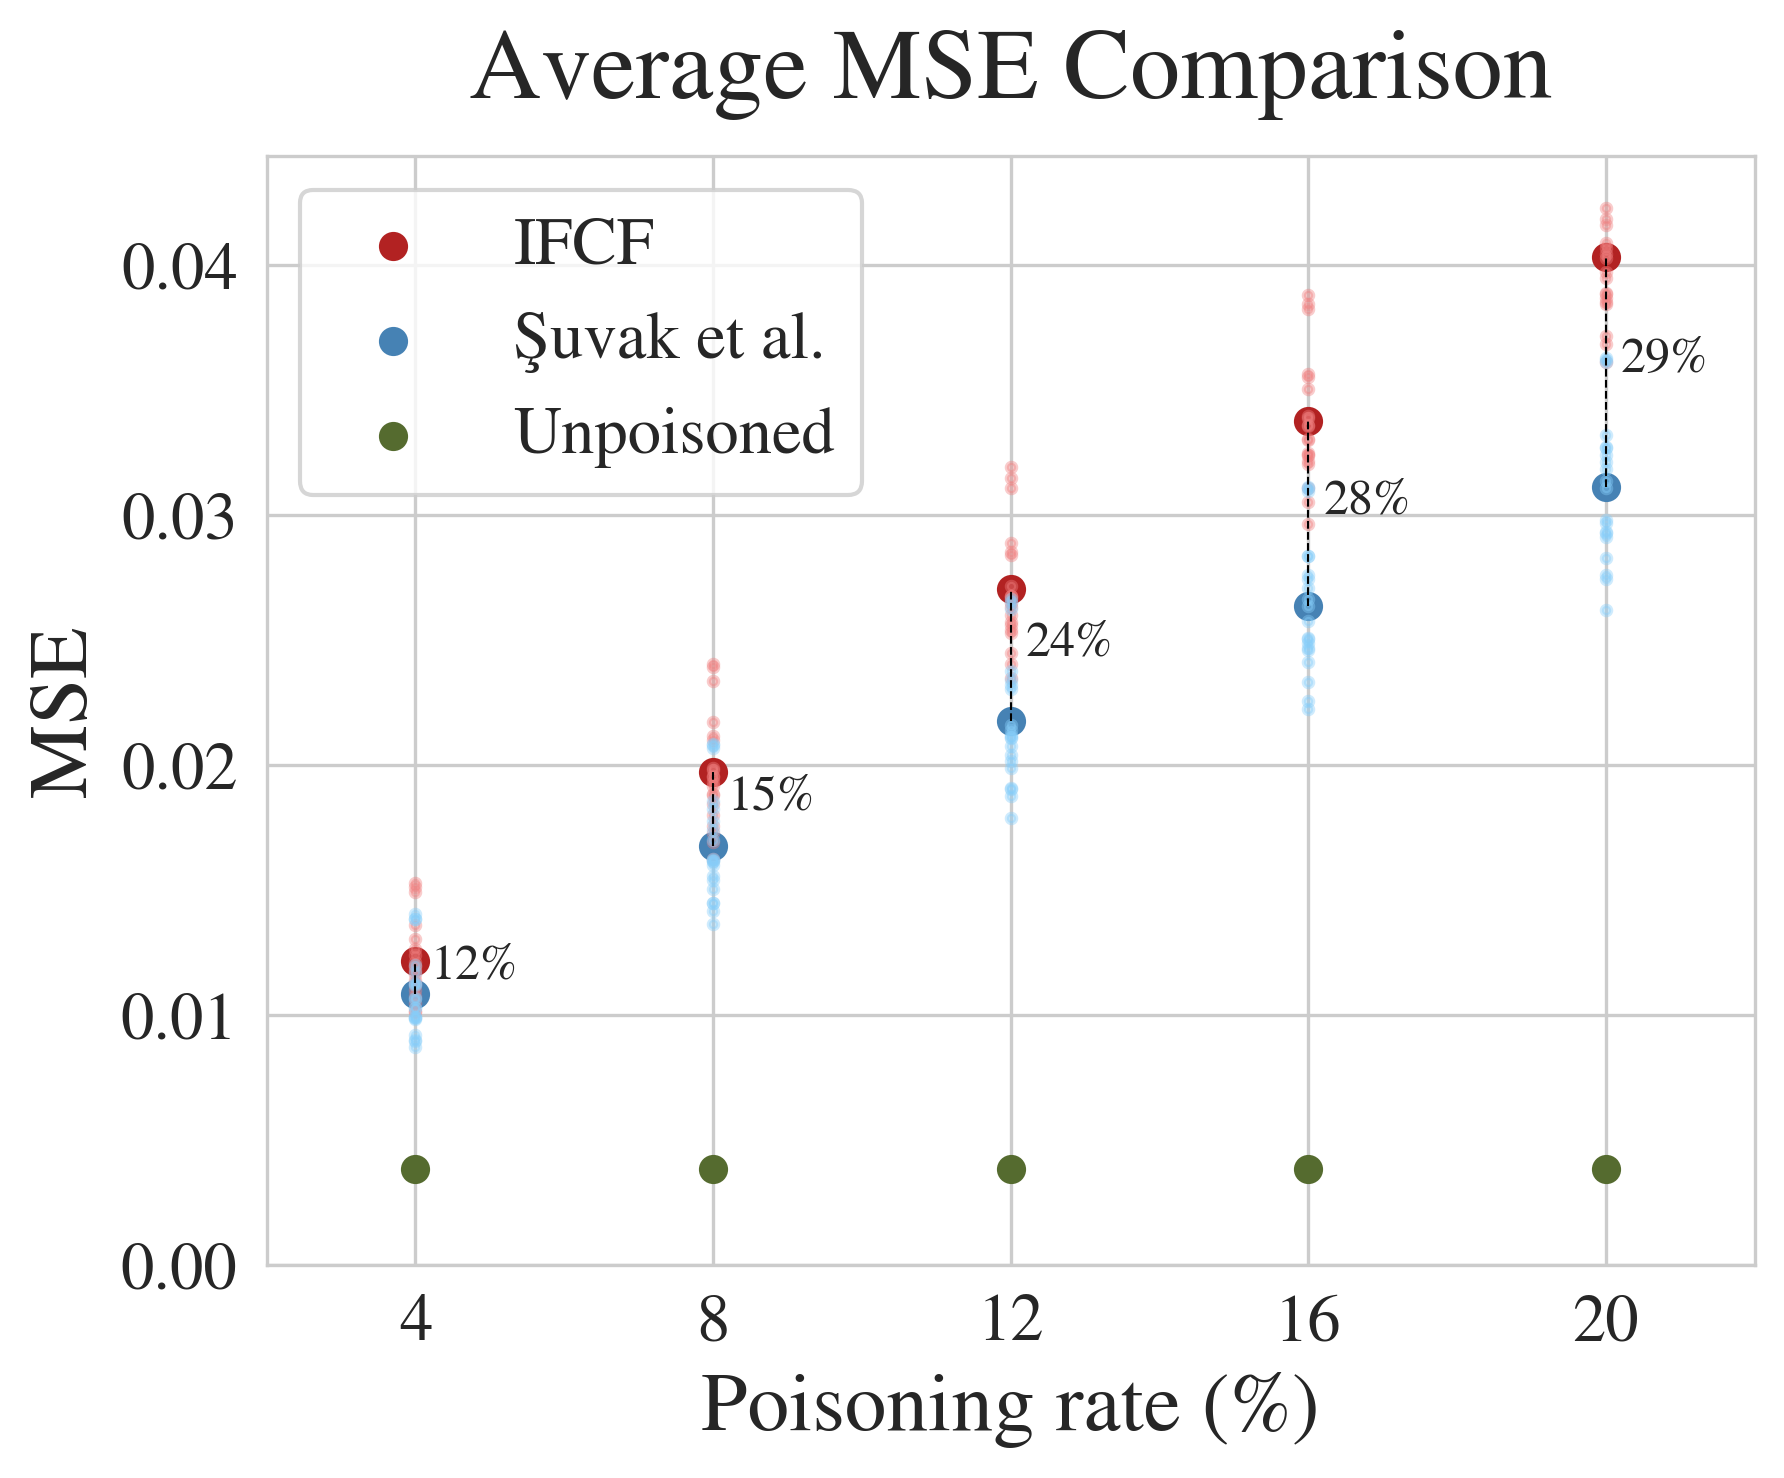 Average MSE Comparison
IFCF
Şuvak et al.
Unpoisoned
MSE
0.04
0.03
0.02
0.01
0.00
12%
15%
24%
28%
29%
4 8 12 16 20
Poisoning rate (%)